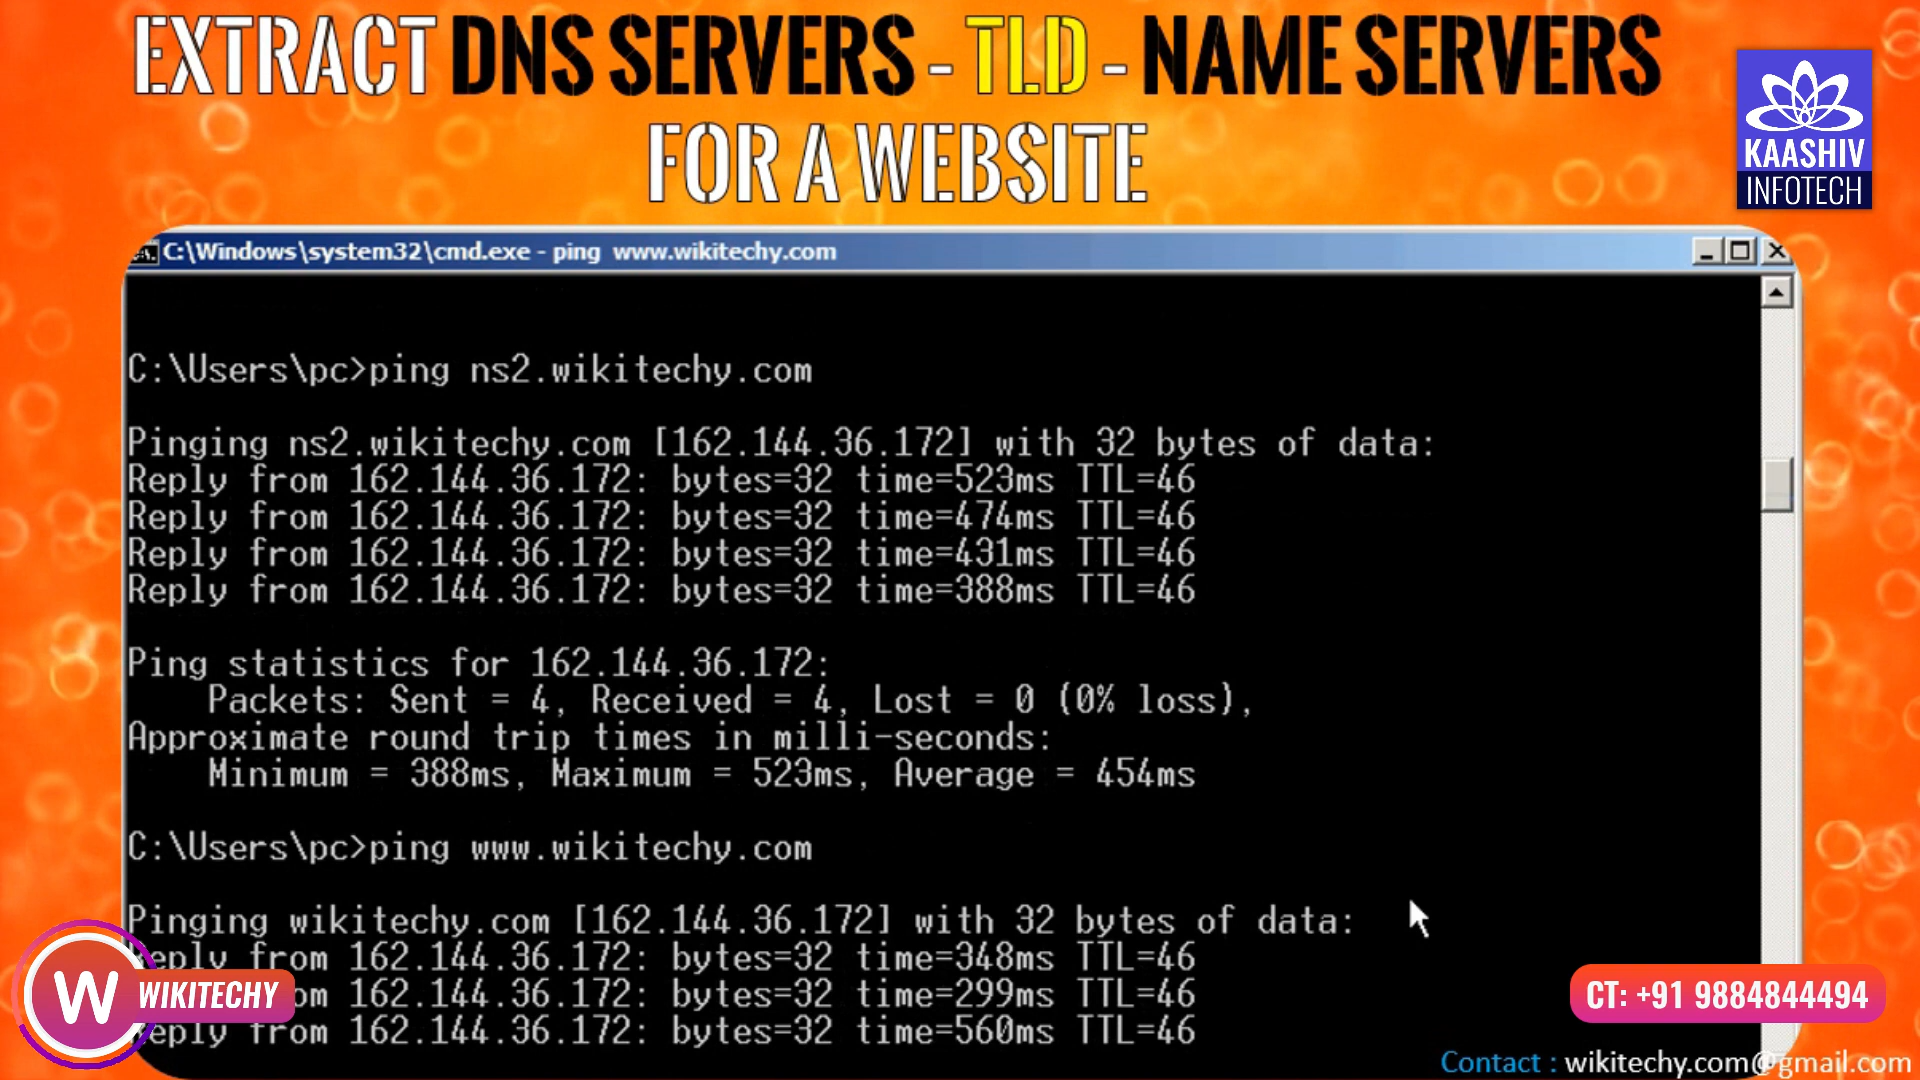 EXTRACT DNS SERVERS - TLD - NAME SERVERS
FOR A WEBSITE
KAASHIV
INFOTECH
C:\Windows\system32\cmd.exe - ping www.wikitechy.com
C:\Users\pc>ping ns2.wikitechy.com
Pinging ns2.wikitechy.com [162.144.36.172] with 32 bytes of data:
Reply from 162.144.36.172: bytes=32 time=523ms TTL=46
Reply from 162.144.36.172: bytes=32 time=474ms TTL=46
Reply from 162.144.36.172: bytes=32 time=431ms TTL=46
Reply from 162.144.36.172: bytes=32 time=388ms TTL=46
Ping statistics for 162.144.36.172:
Packets: Sent = 4, Received = 4, Lost = 0 (0% loss),
Approximate round trip times in milli-seconds:
Minimum = 388ms, Maximum = 523ms, Average = 454ms
C:\Users\pc>ping www.wikitechy.com
Pinging wikitechy.com [162.144.36.172] with 32 bytes of data:
Reply from 162.144.36.172: bytes=32 time=348ms TTL=46
om 162.144.36.172: bytes=32 time=299ms TTL=46
Reply from 162.144.36.172: bytes=32 time=560ms TTL=46
W WIKITECHY
CT: +91 9884844494
Contact : wikitechy.com@gmail.com